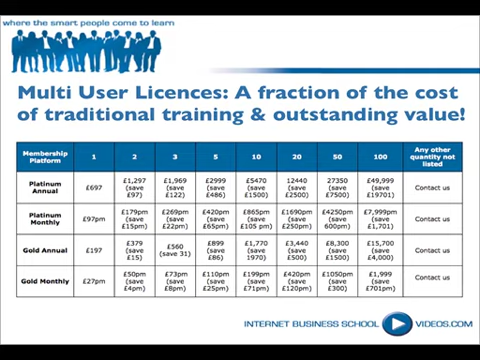 where the smart people come to learn
Multi User Licences: A fraction of the cost
of traditional training & outstanding value!
Membership Platform 1 2 3 5 10 20 50 100 Any other quantity not listed
Platinum Annual £697 £1,297 (save £97) £1,969 (save £122) £2999 (save £486) £5470 (save £1500) 12440 (save £2500) 27350 (save £7500) £49,999 (save £19701) Contact us
Platinum Monthly £97pm £179pm (save £15pm) £269pm (save £22pm) £420pm (save £65pm) £865pm (save £105 pm) £1690pm (save £250pm) £4250pm (save 600pm) £7,999pm (save £1,701) Contact us
Gold Annual £197 £379 (save £15) £560 (save 31) £899 (save £86) £1,770 (save 1970) £3,440 (save £500) £8,300 (save £1500) £15,700 (save £4,000) Contact us
Gold Monthly £27pm £50pm (save £4pm) £73pm (save £8pm) £110pm (save £25pm) £199pm (save £71pm) £420pm (save £120pm) £1050pm (save £300) £1,999 (save £701pm) Contact us
INTERNET BUSINESS SCHOOL VIDEOS.COM